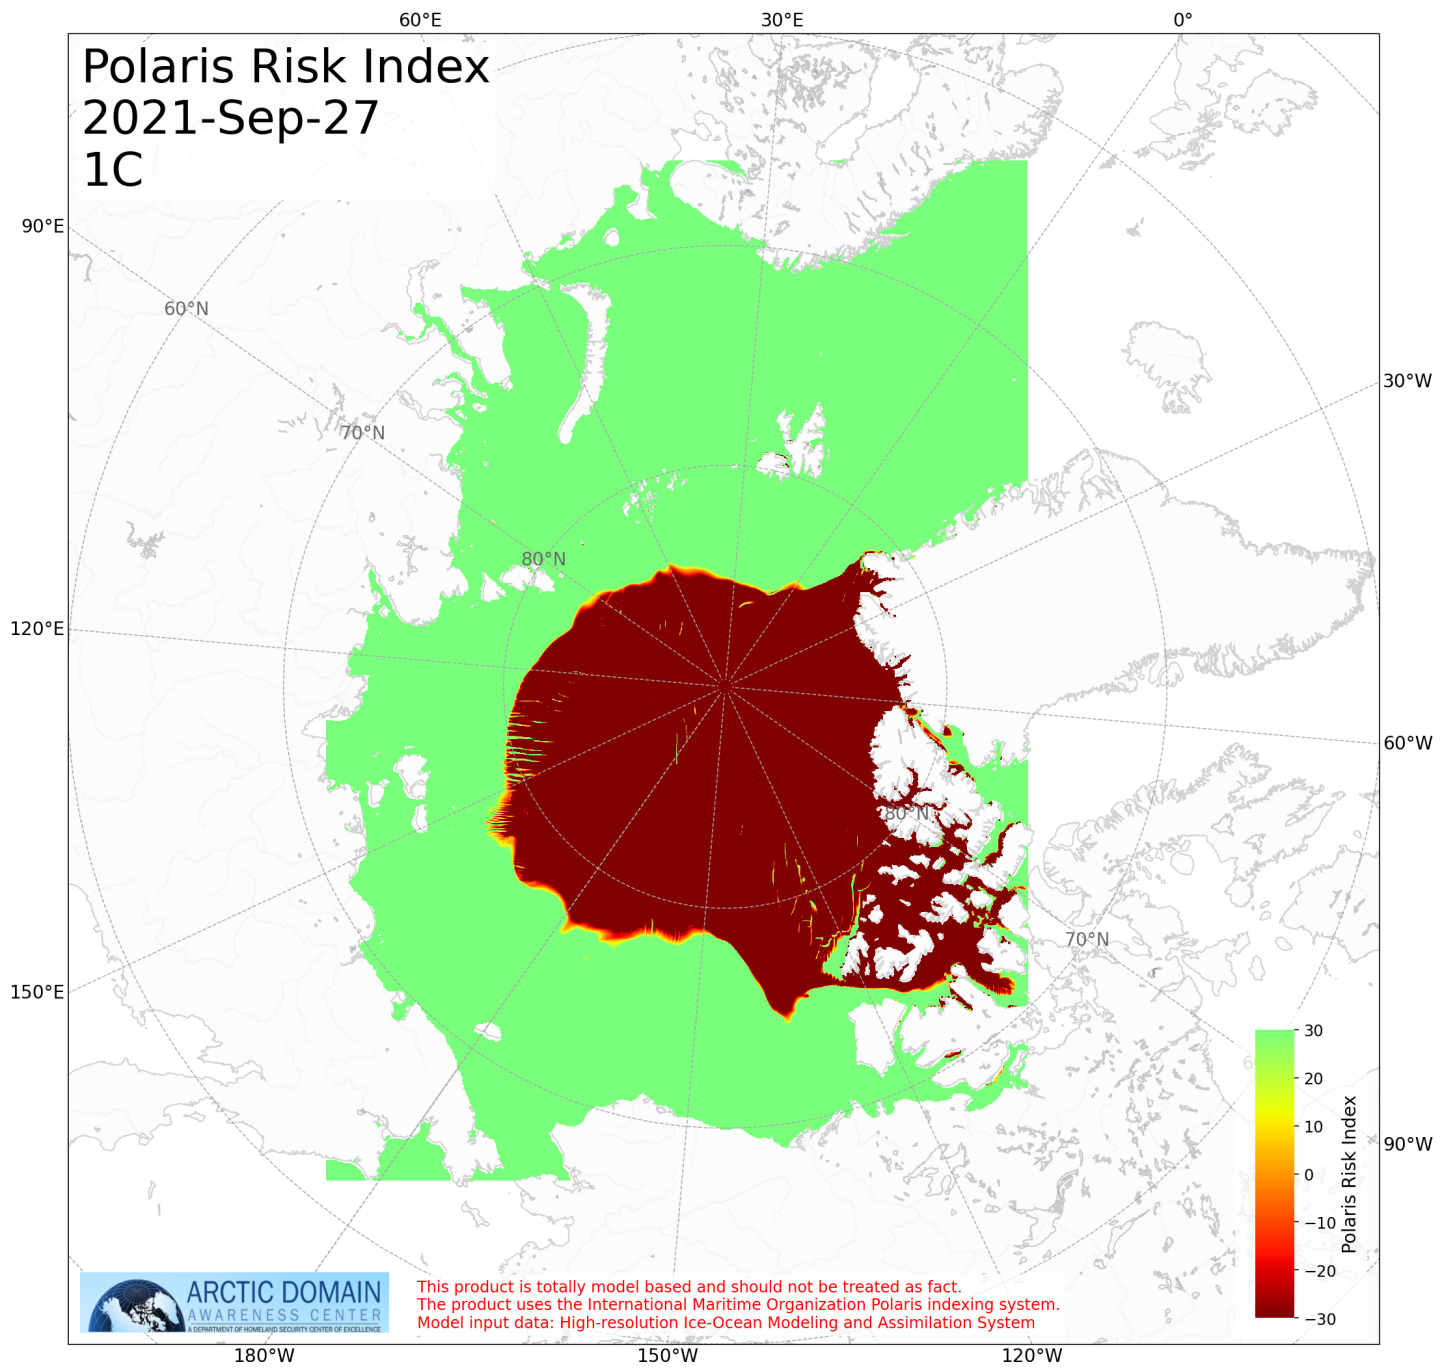 60°E 30°E 0°
Polaris Risk Index
2021-Sep-27
1C
90°E
60°N
30°W
70°N
80°N
120°E
60°W
80°N
70°N
150°E
30
20
10
0
−10
−20
−30
Polaris Risk Index
90°W
ARCTIC DOMAIN
AWARENESS CENTER
A DEPARTMENT OF HOMELAND SECURITY CENTER OF EXCELLENCE
This product is totally model based and should not be treated as fact.
The product uses the International Maritime Organization Polaris indexing system.
Model input data: High-resolution Ice-Ocean Modeling and Assimilation System
180°W 150°W 120°W